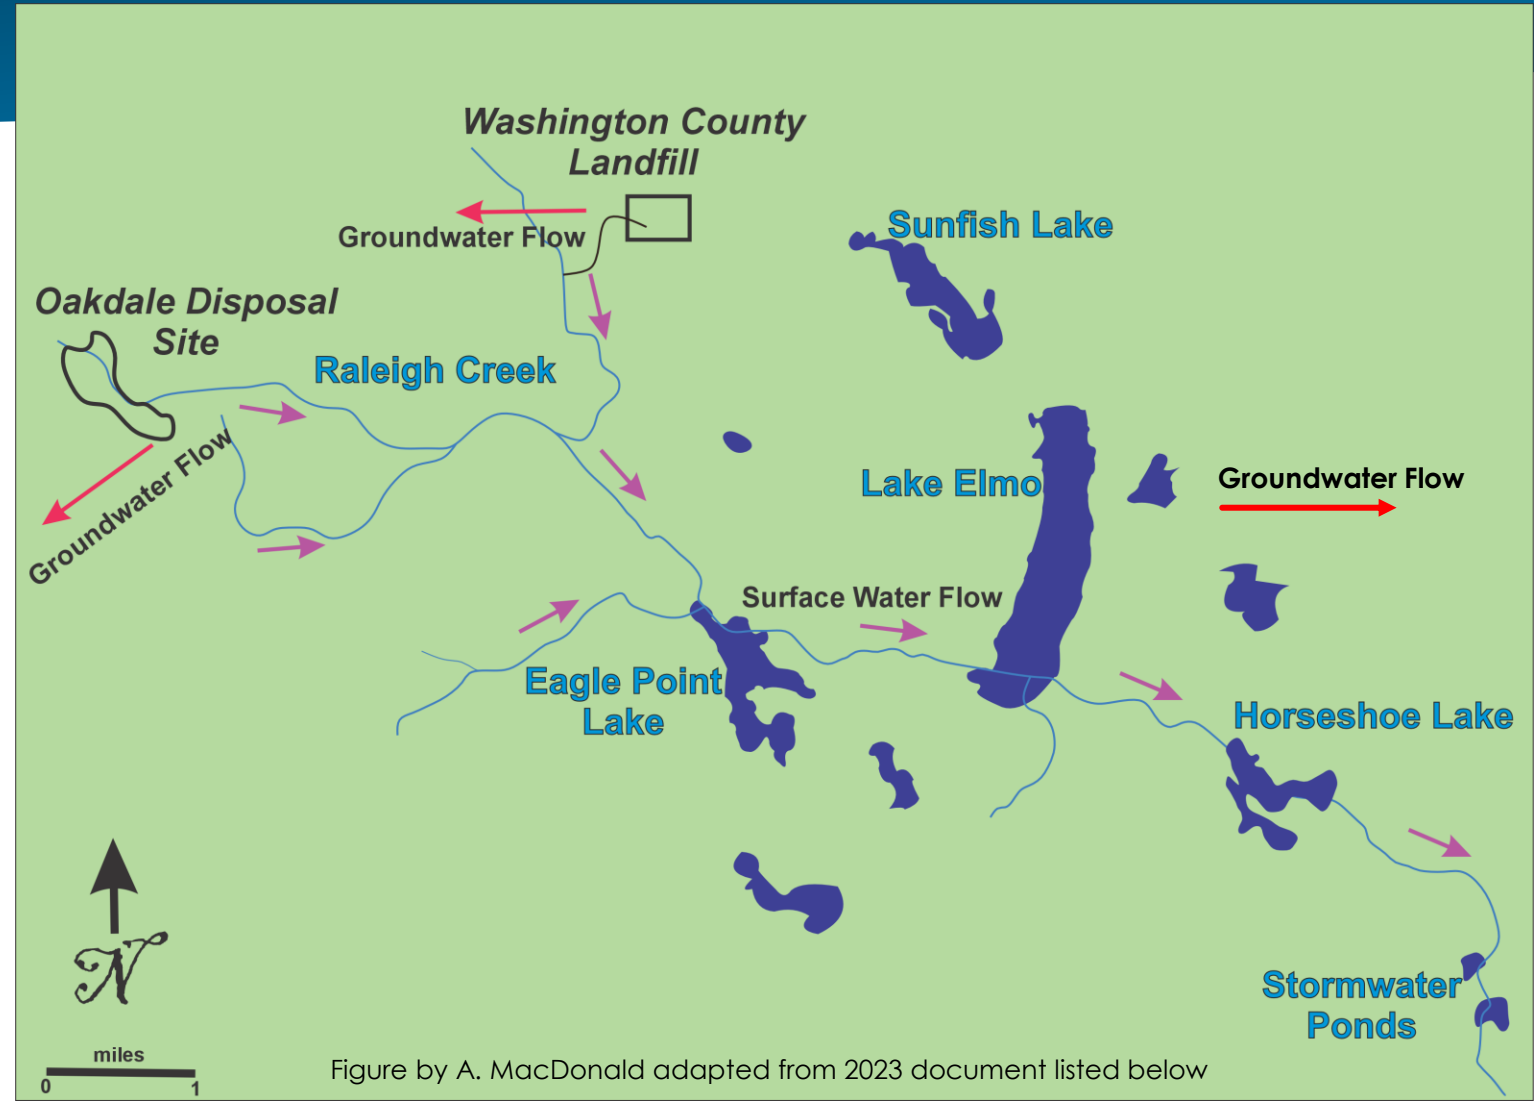 Washington County
Landfill
Groundwater Flow
Sunfish Lake
Oakdale Disposal
Site
Raleigh Creek
Groundwater Flow
Lake Elmo
Groundwater Flow
Surface Water Flow
Eagle Point
Lake
Horseshoe Lake
N
Stormwater
Ponds
miles
0 1
Figure by A. MacDonald adapted from 2023 document listed below